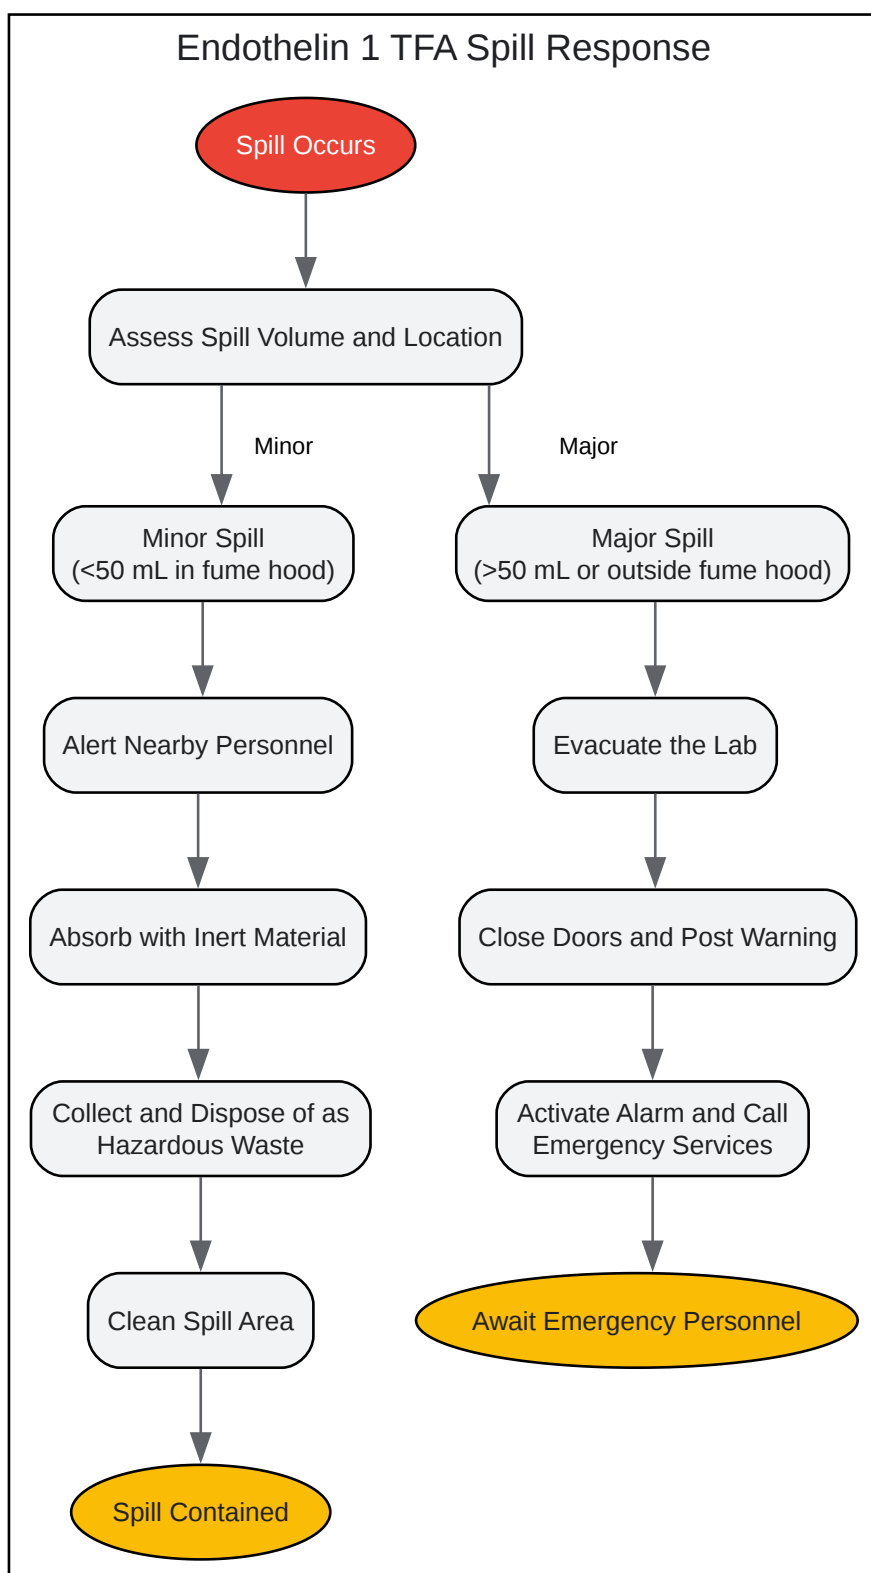 Endothelin 1 TFA Spill Response
Spill Occurs
Assess Spill Volume and Location
Minor
Major
Minor Spill
(<50 mL in fume hood)
Major Spill
(>50 mL or outside fume hood)
Alert Nearby Personnel
Evacuate the Lab
Absorb with Inert Material
Close Doors and Post Warning
Collect and Dispose of as
Hazardous Waste
Activate Alarm and Call
Emergency Services
Clean Spill Area
Await Emergency Personnel
Spill Contained